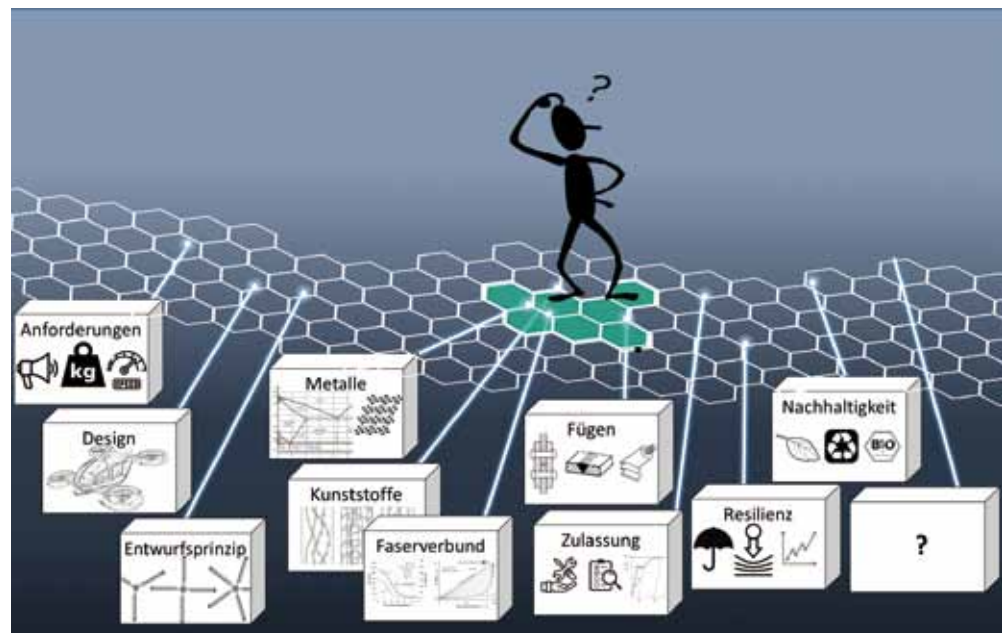 ?
Anforderungen
kg
Design
Entwurfsprinzip
Metalle
Kunststoffe
Faserverbund
Fügen
Zulassung
Resilienz
Nachhaltigkeit
BIO
?